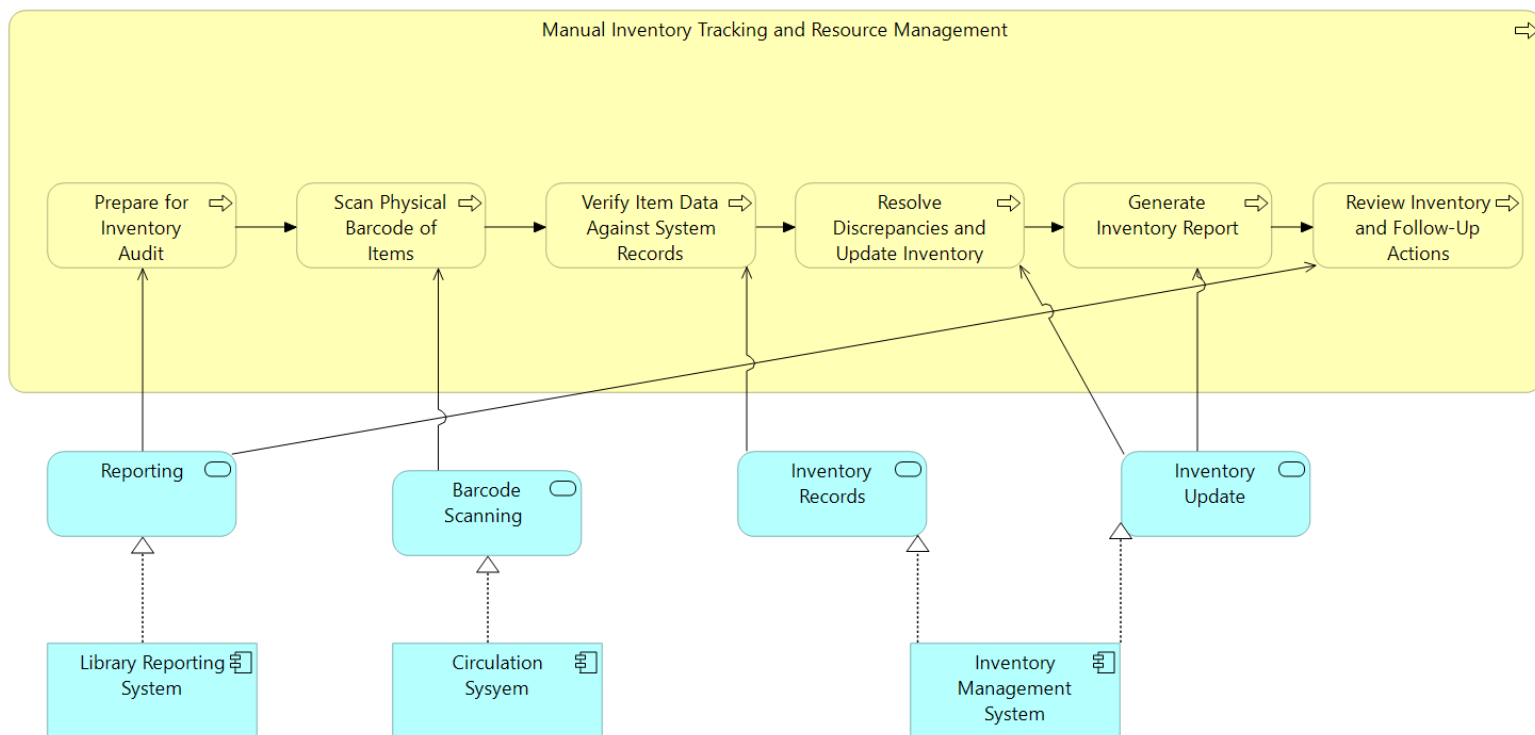 Manual Inventory Tracking and Resource Management
Prepare for
Inventory
Audit
Scan Physical
Barcode of
Items
Verify Item Data
Against System
Records
Resolve
Discrepancies and
Update Inventory
Generate
Inventory Report
Review Inventory
and Follow-Up
Actions
Reporting
Barcode
Scanning
Inventory
Records
Inventory
Update
Library Reporting
System
Circulation
Sysyem
Inventory
Management
System